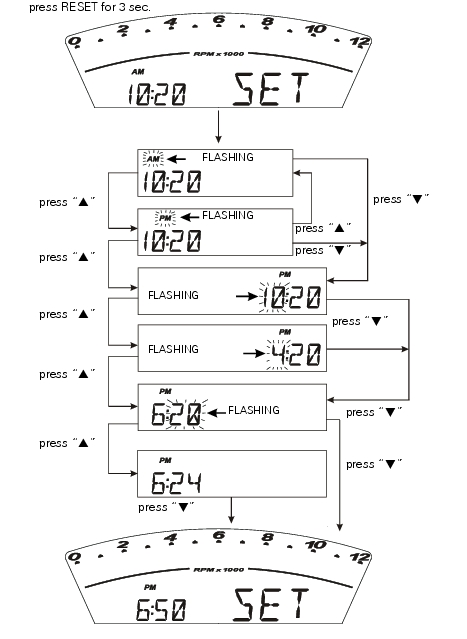 press RESET for 3 sec.
0 2 4 6 8 10 12
RPM x 1000
AM
10:20 SET
AM FLASHING
10:20
press “▲” press “▼”
PM FLASHING
10:20
press “▲”
press “▼”
press “▲”
PM
FLASHING 10:20
press “▲” press “▼”
PM
FLASHING 4:20
press “▲”
PM
6:20 FLASHING
press “▼”
press “▲”
PM
6:24
press “▼”
press “▼”
0 2 4 6 8 10 12
RPM x 1000
PM
6:50 SET